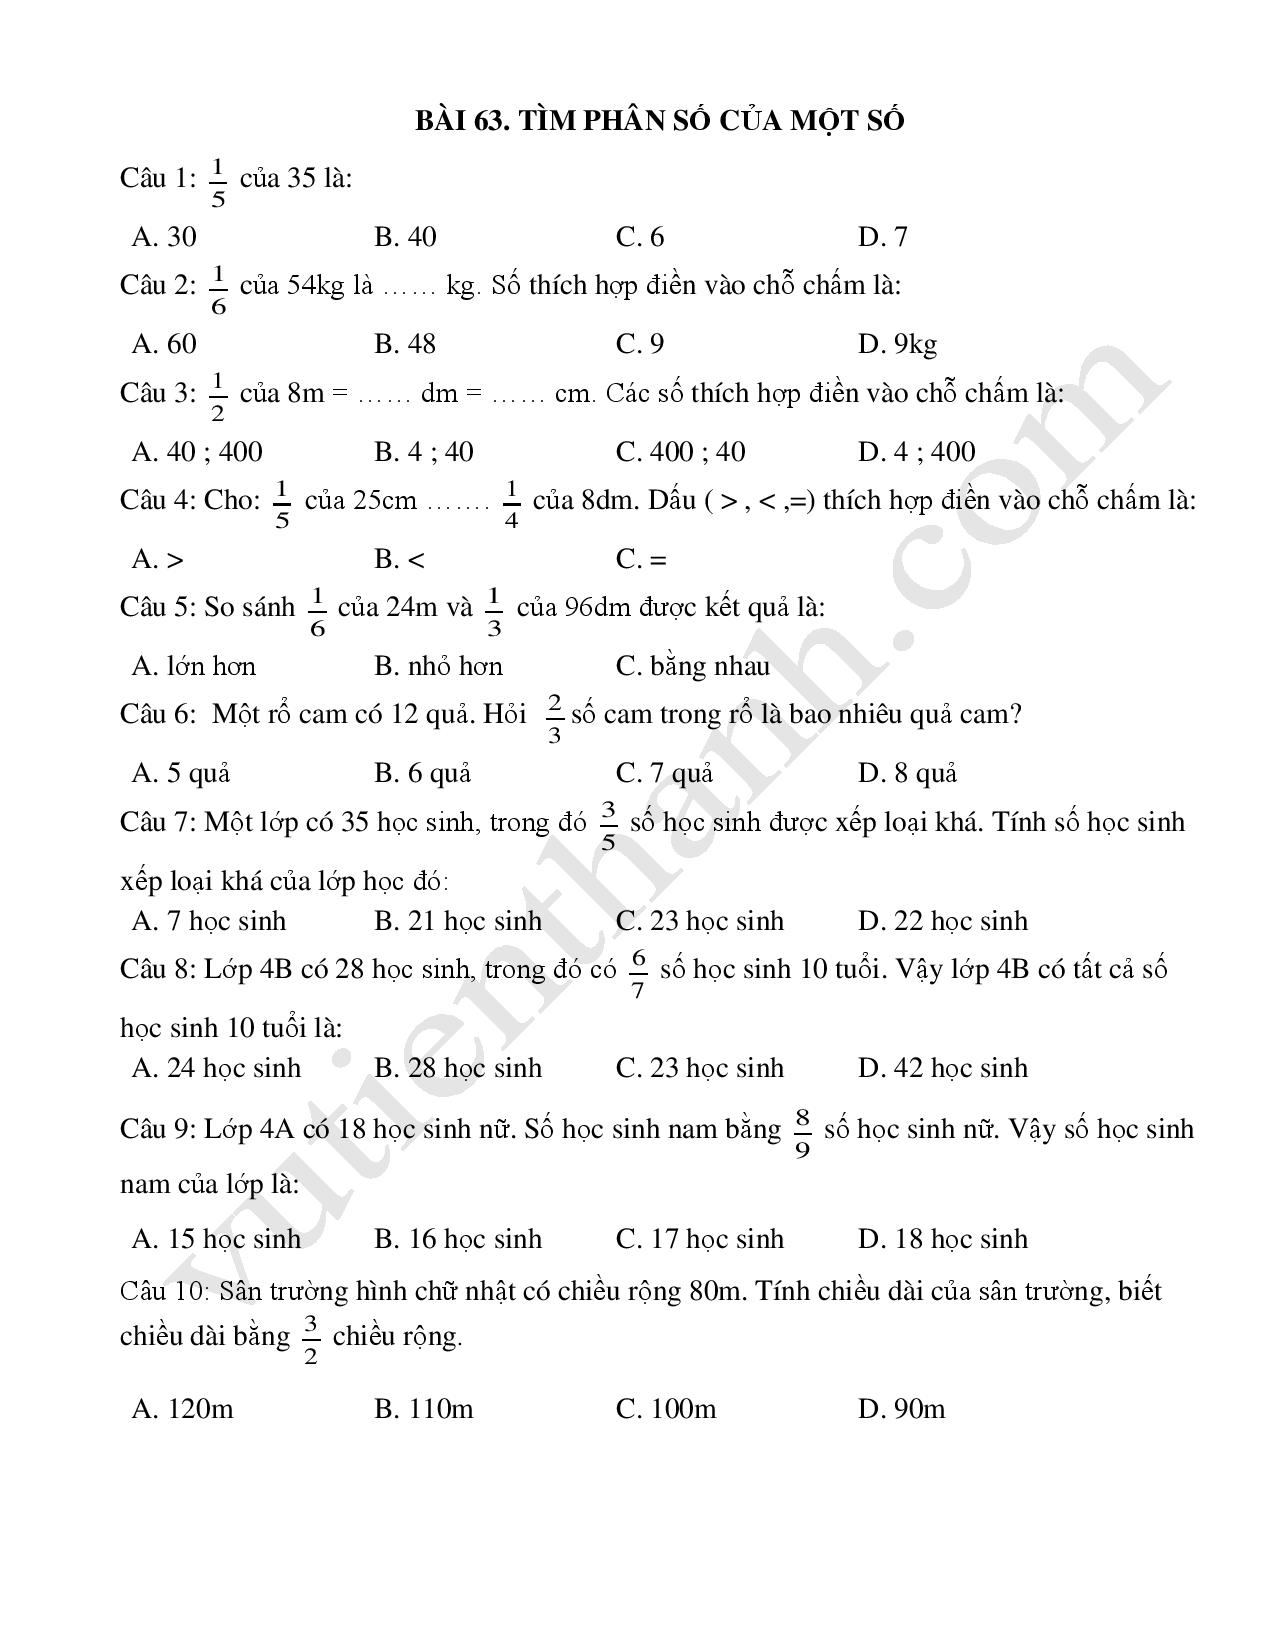 BÀI 63. TÌM PHÂN SỐ CỦA MỘT SỐ
Câu 1: 1/5 của 35 là:
A. 30 B. 40 C. 6 D. 7
Câu 2: 1/6 của 54kg là …… kg. Số thích hợp điền vào chỗ chấm là:
A. 60 B. 48 C. 9 D. 9kg
Câu 3: 1/2 của 8m = …… dm = …… cm. Các số thích hợp điền vào chỗ chấm là:
A. 40 ; 400 B. 4 ; 40 C. 400 ; 40 D. 4 ; 400
Câu 4: Cho: 1/5 của 25cm ……. 1/4 của 8dm. Dấu ( > , < ,=) thích hợp điền vào chỗ chấm là:
A. > B. < C. =
Câu 5: So sánh 1/6 của 24m và 1/3 của 96dm được kết quả là:
A. lớn hơn B. nhỏ hơn C. bằng nhau
Câu 6: Một rổ cam có 12 quả. Hỏi 2/3 số cam trong rổ là bao nhiêu quả cam?
A. 5 quả B. 6 quả C. 7 quả D. 8 quả
Câu 7: Một lớp có 35 học sinh, trong đó 3/5 số học sinh được xếp loại khá. Tính số học sinh
xếp loại khá của lớp học đó:
A. 7 học sinh B. 21 học sinh C. 23 học sinh D. 22 học sinh
Câu 8: Lớp 4B có 28 học sinh, trong đó có 6/7 số học sinh 10 tuổi. Vậy lớp 4B có tất cả số
học sinh 10 tuổi là:
A. 24 học sinh B. 28 học sinh C. 23 học sinh D. 42 học sinh
Câu 9: Lớp 4A có 18 học sinh nữ. Số học sinh nam bằng 8/9 số học sinh nữ. Vậy số học sinh
nam của lớp là:
A. 15 học sinh B. 16 học sinh C. 17 học sinh D. 18 học sinh
Câu 10: Sân trường hình chữ nhật có chiều rộng 80m. Tính chiều dài của sân trường, biết
chiều dài bằng 3/2 chiều rộng.
A. 120m B. 110m C. 100m D. 90m
vutienthanh.com